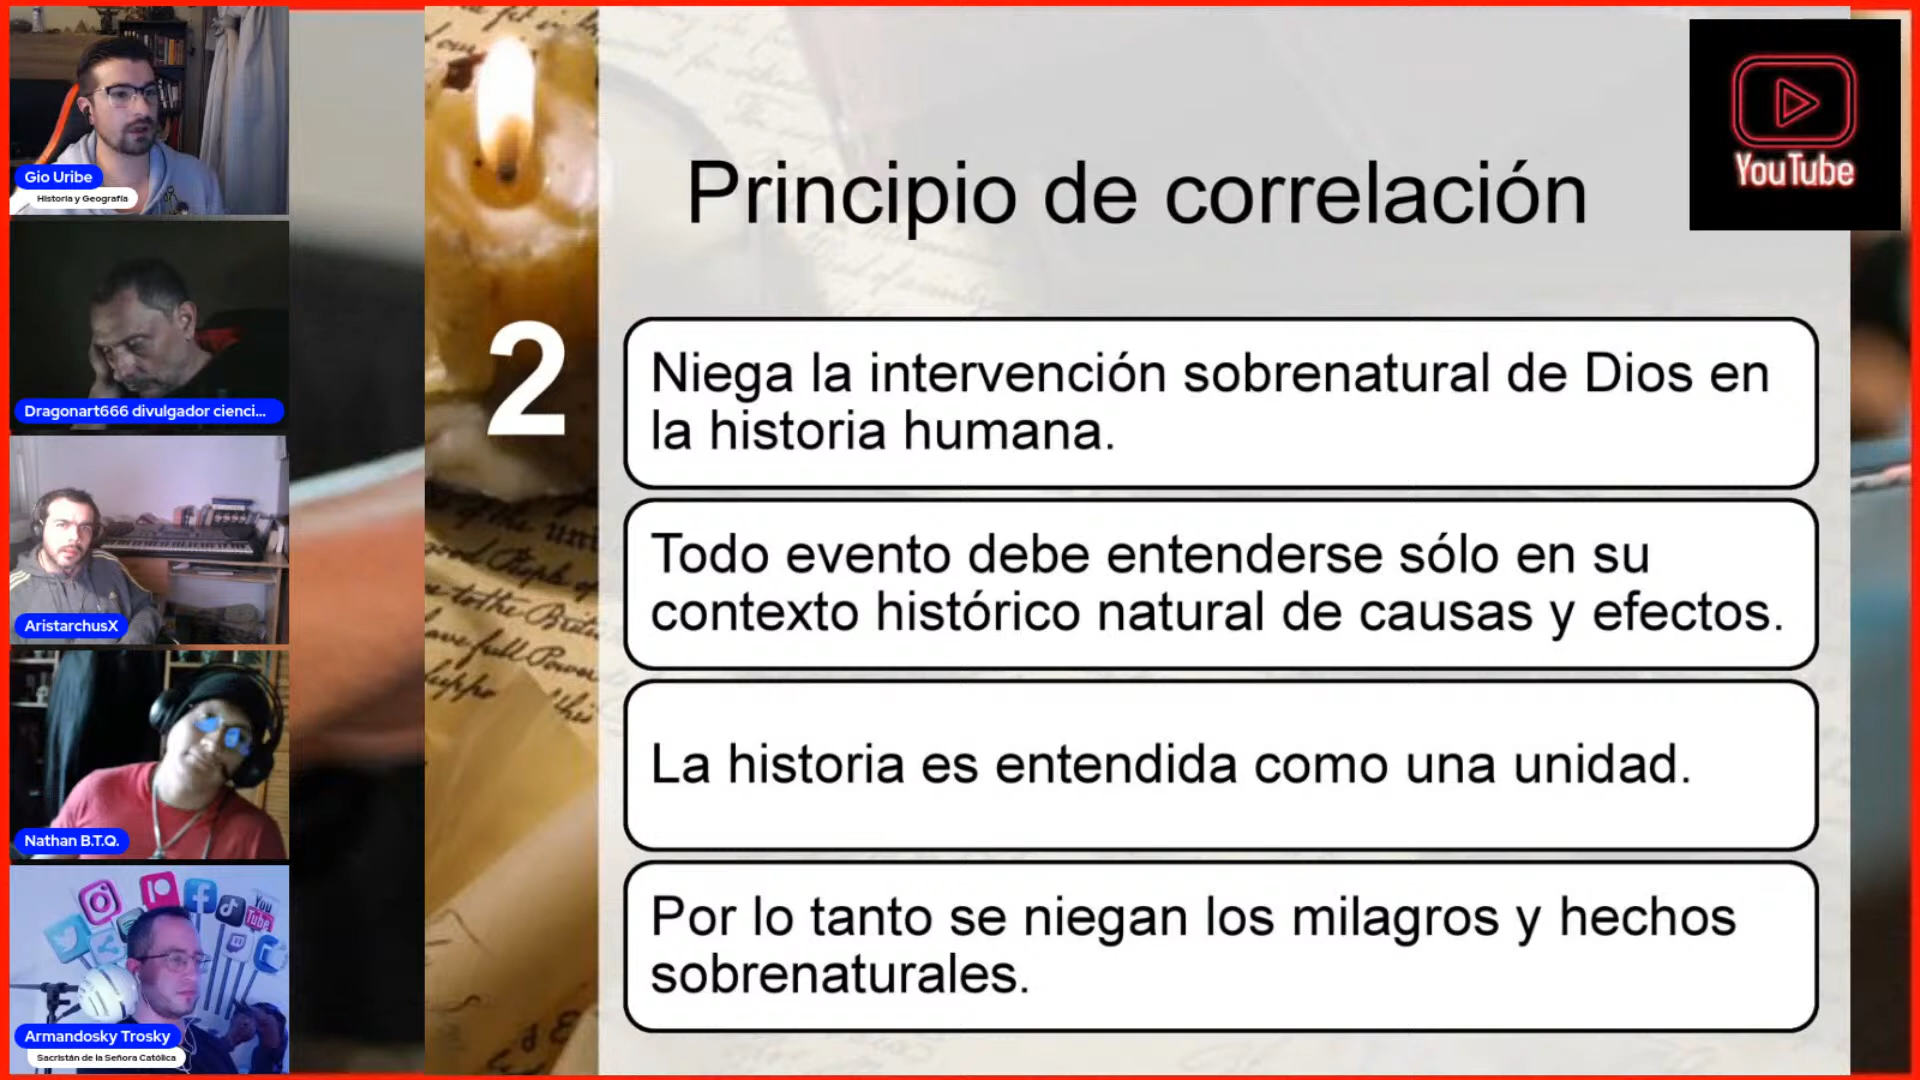 Gio Uribe
Historia y Geografía
Dragonart666 divulgador cienci...
AristarchusX
Nathan B.T.Q.
Armandosky Trosky
Sacristán de la Señora Católica
YouTube
Principio de correlación
2
Niega la intervención sobrenatural de Dios en
la historia humana.
Todo evento debe entenderse sólo en su
contexto histórico natural de causas y efectos.
La historia es entendida como una unidad.
Por lo tanto se niegan los milagros y hechos
sobrenaturales.
You
Tube